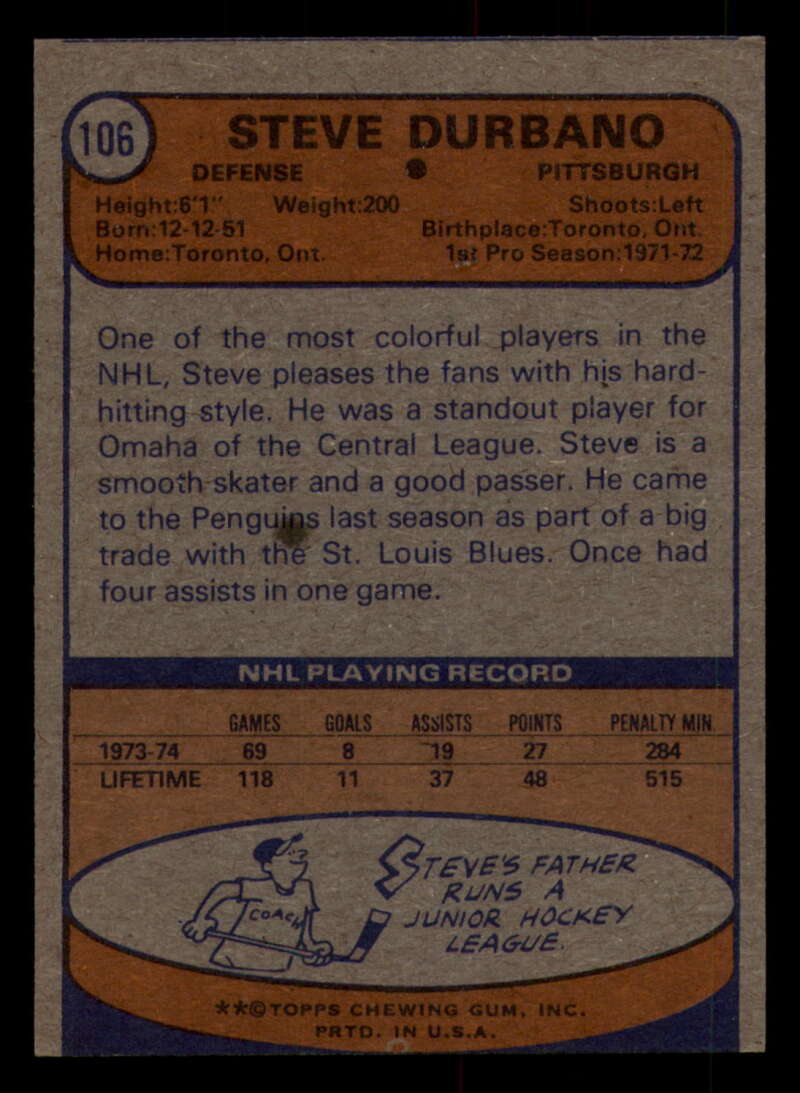 106
STEVE DURBANO
DEFENSE PITTSBURGH
Height:6'1" Weight:200 Shoots:Left
Born:12-12-51 Birthplace:Toronto, Ont.
Home:Toronto, Ont. 1st Pro Season:1971-72
One of the most colorful players in the
NHL, Steve pleases the fans with his hard-
hitting style. He was a standout player for
Omaha of the Central League. Steve is a
smooth skater and a good passer. He came
to the Penguins last season as part of a big
trade with the St. Louis Blues. Once had
four assists in one game.
NHL PLAYING RECORD
GAMES GOALS ASSISTS POINTS PENALTY MIN.
1973-74 69 8 19 27 284
LIFETIME 118 11 37 48 515
COACH
STEVE'S FATHER
RUNS A
JUNIOR HOCKEY
LEAGUE.
**©TOPPS CHEWING GUM, INC.
PRTD. IN U.S.A.